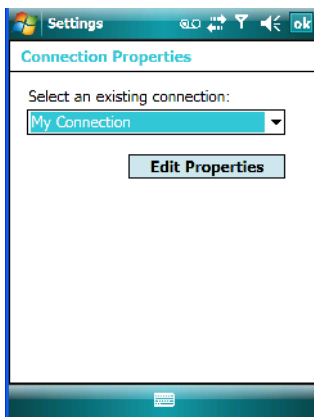 Settings ok
Connection Properties
Select an existing connection:
My Connection
Edit Properties